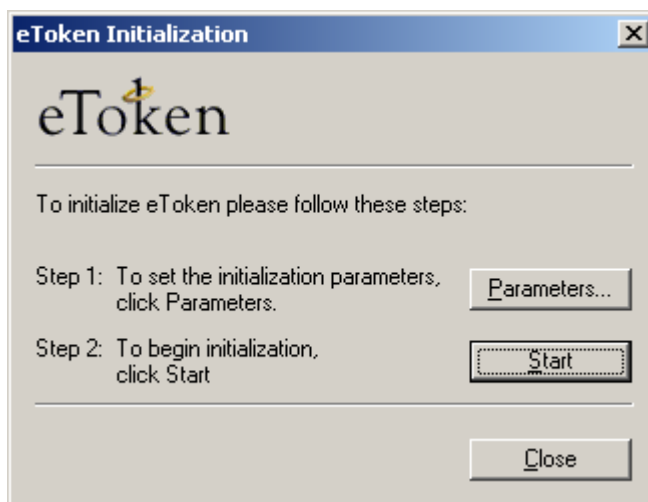 eToken Initialization
eToken
To initialize eToken please follow these steps:
Step 1: To set the initialization parameters,
click Parameters.
Parameters...
Step 2: To begin initialization,
click Start
Start
Close